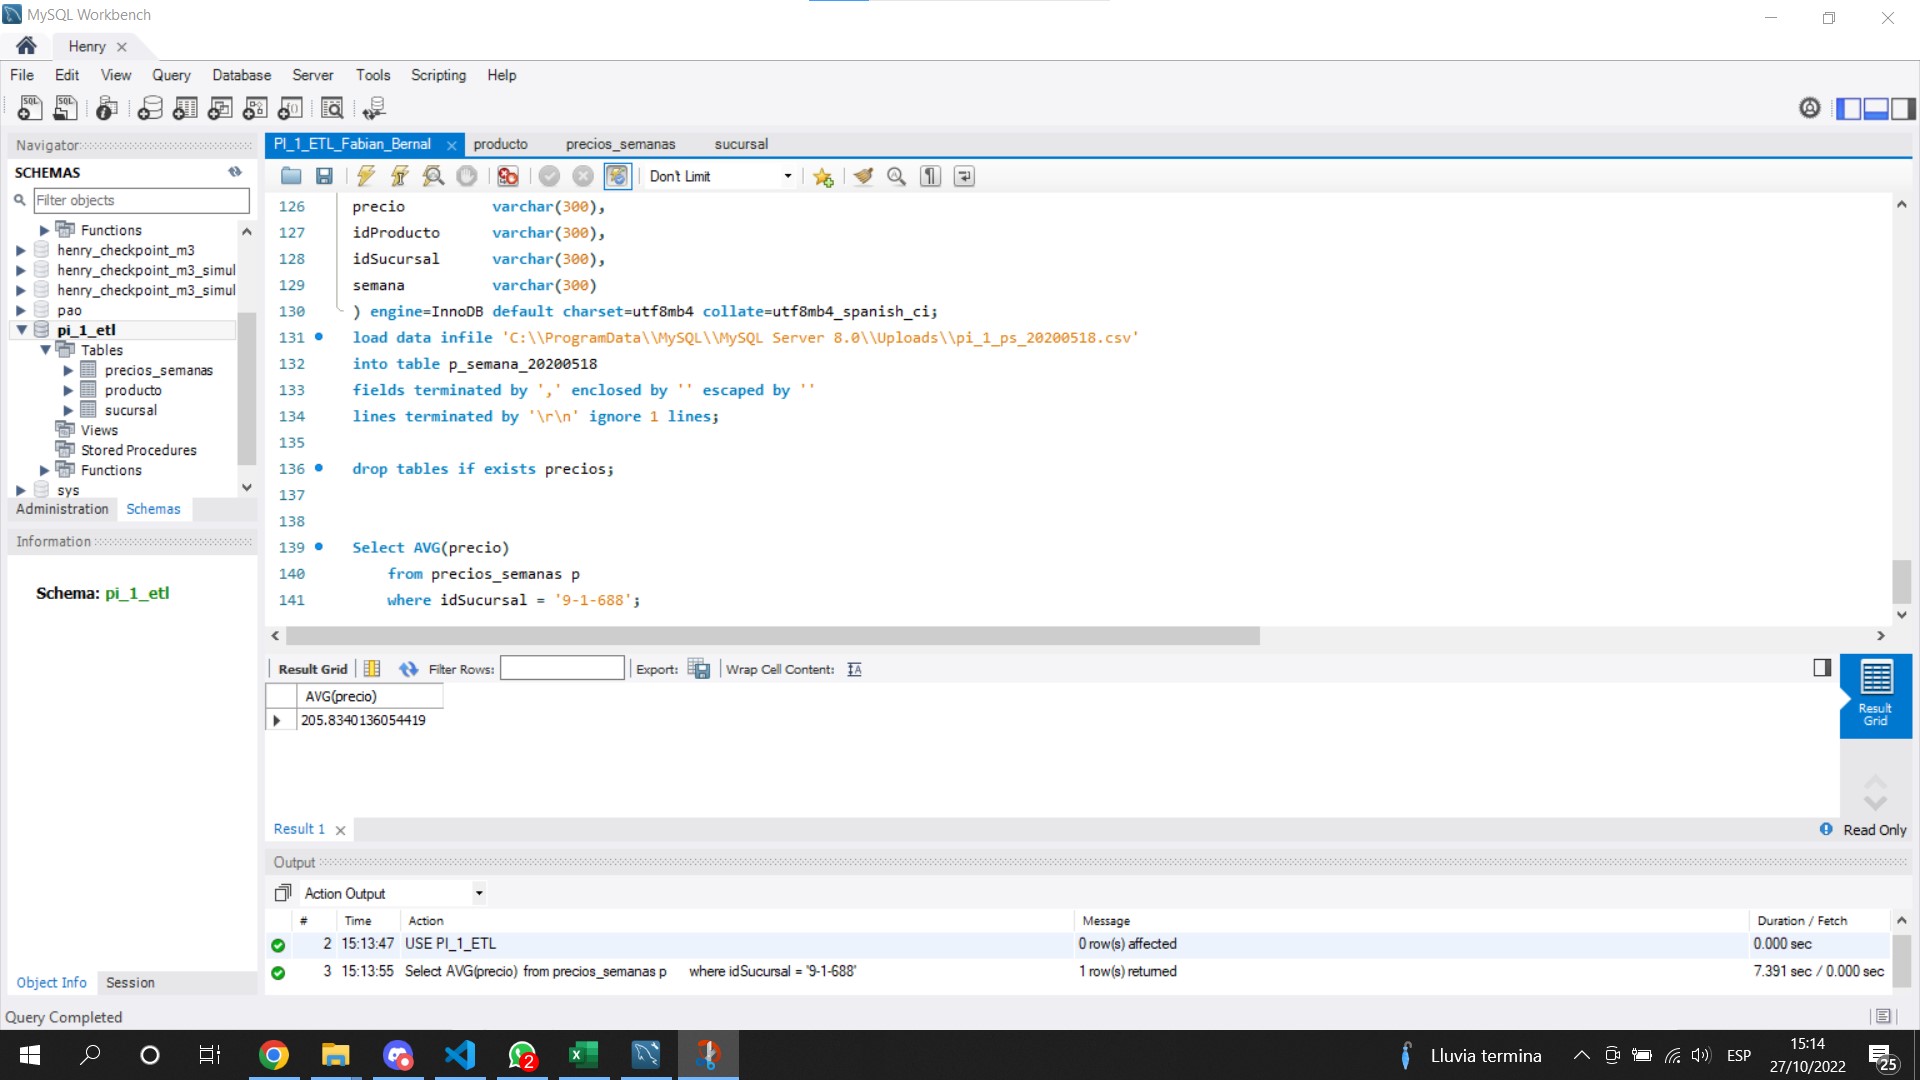 MySQL Workbench
Henry
File Edit View Query Database Server Tools Scripting Help
Navigator
SCHEMAS
Filter objects
Functions
henry_checkpoint_m3
henry_checkpoint_m3_simul
henry_checkpoint_m3_simul
pao
pi_1_etl
Tables
precios_semanas
producto
sucursal
Views
Stored Procedures
Functions
sys
Administration Schemas
Information
Schema: pi_1_etl
Object Info Session
PI_1_ETL_Fabian_Bernal producto precios_semanas sucursal
Don't Limit
126 precio varchar(300),
127 idProducto varchar(300),
128 idSucursal varchar(300),
129 semana varchar(300)
130 ) engine=InnoDB default charset=utf8mb4 collate=utf8mb4_spanish_ci;
131 load data infile 'C:\\ProgramData\\MySQL\\MySQL Server 8.0\\Uploads\\pi_1_ps_20200518.csv'
132 into table p_semana_20200518
133 fields terminated by ',' enclosed by '' escaped by ''
134 lines terminated by '\r\n' ignore 1 lines;
135
136 drop tables if exists precios;
137
138
139 Select AVG(precio)
140 from precios_semanas p
141 where idSucursal = '9-1-688';
Result Grid Filter Rows: Export: Wrap Cell Content:
AVG(precio)
205.8340136054419
Result Grid
Result 1
Read Only
Output
Action Output
# Time Action Message Duration / Fetch
2 15:13:47 USE PI_1_ETL 0 row(s) affected 0.000 sec
3 15:13:55 Select AVG(precio) from precios_semanas p where idSucursal = '9-1-688' 1 row(s) returned 7.391 sec / 0.000 sec
Query Completed
2
Lluvia termina
ESP
15:14
27/10/2022
25